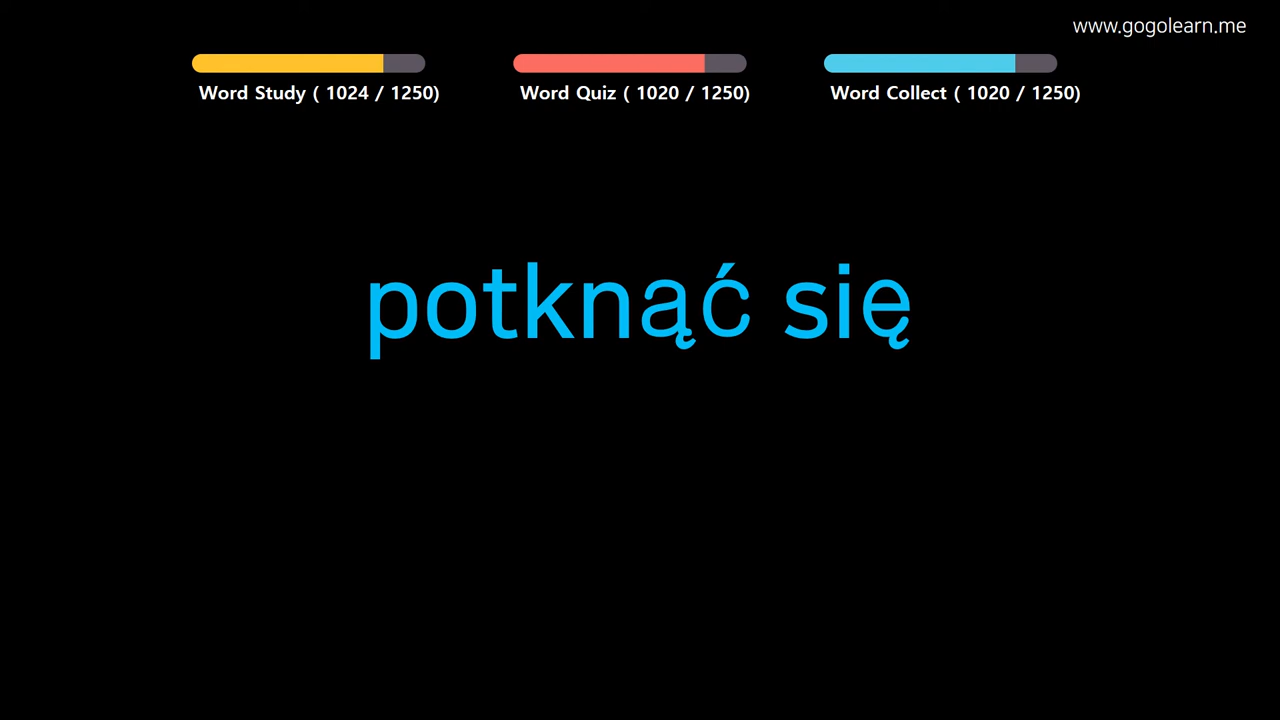 www.gogolearn.me
Word Study ( 1024 / 1250)
Word Quiz ( 1020 / 1250)
Word Collect ( 1020 / 1250)
potknąć się